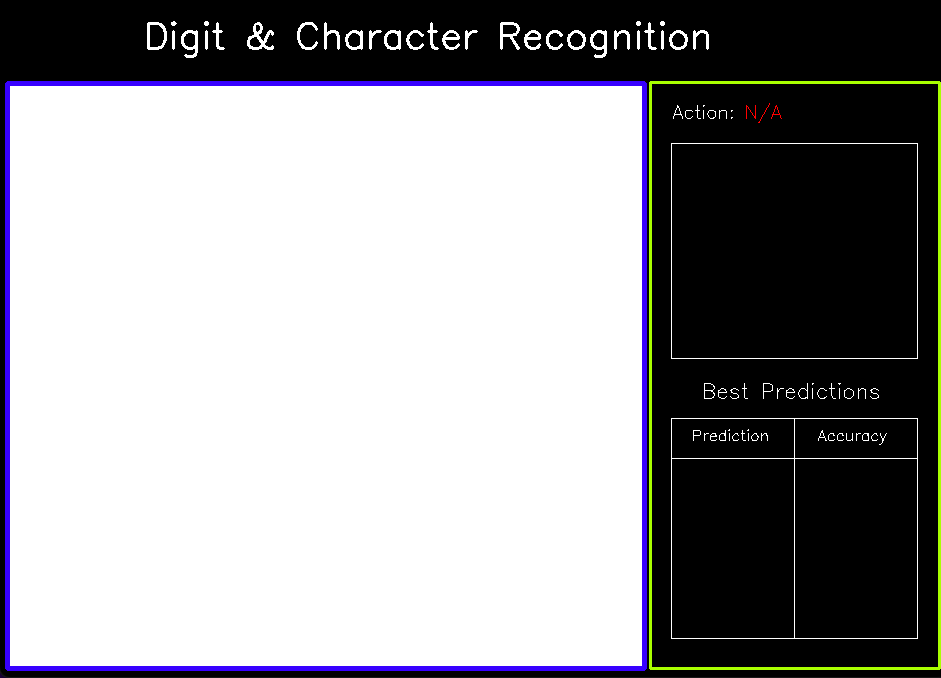 Digit & Character Recognition
Action: N/A
Best Predictions
Prediction Accuracy